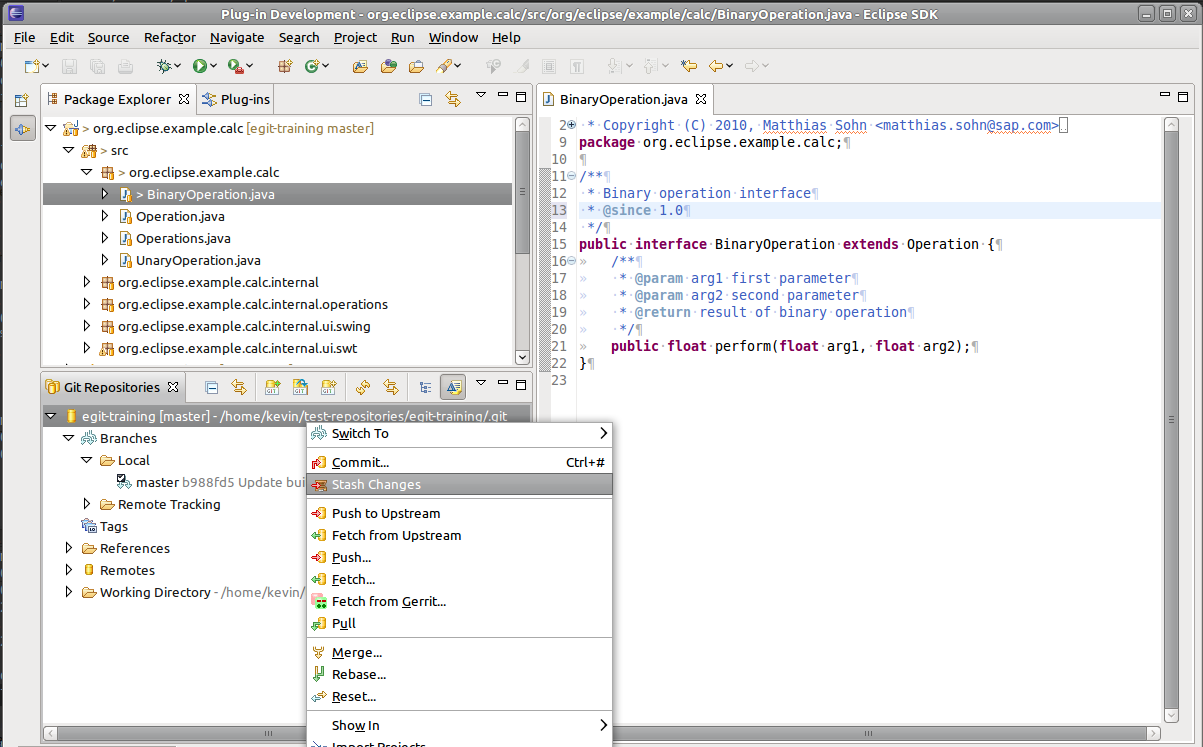 Plug-in Development - org.eclipse.example.calc/src/org/eclipse/example/calc/BinaryOperation.java - Eclipse SDK
File Edit Source Refactor Navigate Search Project Run Window Help
Package Explorer Plug-ins
> org.eclipse.example.calc [egit-training master]
> src
> org.eclipse.example.calc
> BinaryOperation.java
Operation.java
Operations.java
UnaryOperation.java
org.eclipse.example.calc.internal
org.eclipse.example.calc.internal.operations
org.eclipse.example.calc.internal.ui.swing
org.eclipse.example.calc.internal.ui.swt
BinaryOperation.java
2 * Copyright (C) 2010, Matthias Sohn <matthias.sohn@sap.com>
9 package org.eclipse.example.calc;¶
10 ¶
11 /**¶
12 * Binary operation interface¶
13 * @since 1.0¶
14 */¶
15 public interface BinaryOperation extends Operation {¶
16 » /**¶
17 » * @param arg1 first parameter¶
18 » * @param arg2 second parameter¶
19 » * @return result of binary operation¶
20 » */¶
21 » public float perform(float arg1, float arg2);¶
22 }¶
23
Git Repositories
egit-training [master] - /home/kevin/test-repositories/egit-training/.git
Branches
Local
master b988fd5 Update bui
Remote Tracking
Tags
References
Remotes
Working Directory - /home/kevin/
Switch To
Commit... Ctrl+#
Stash Changes
Push to Upstream
Fetch from Upstream
Push...
Fetch...
Fetch from Gerrit...
Pull
Merge...
Rebase...
Reset...
Show In
Import Projects